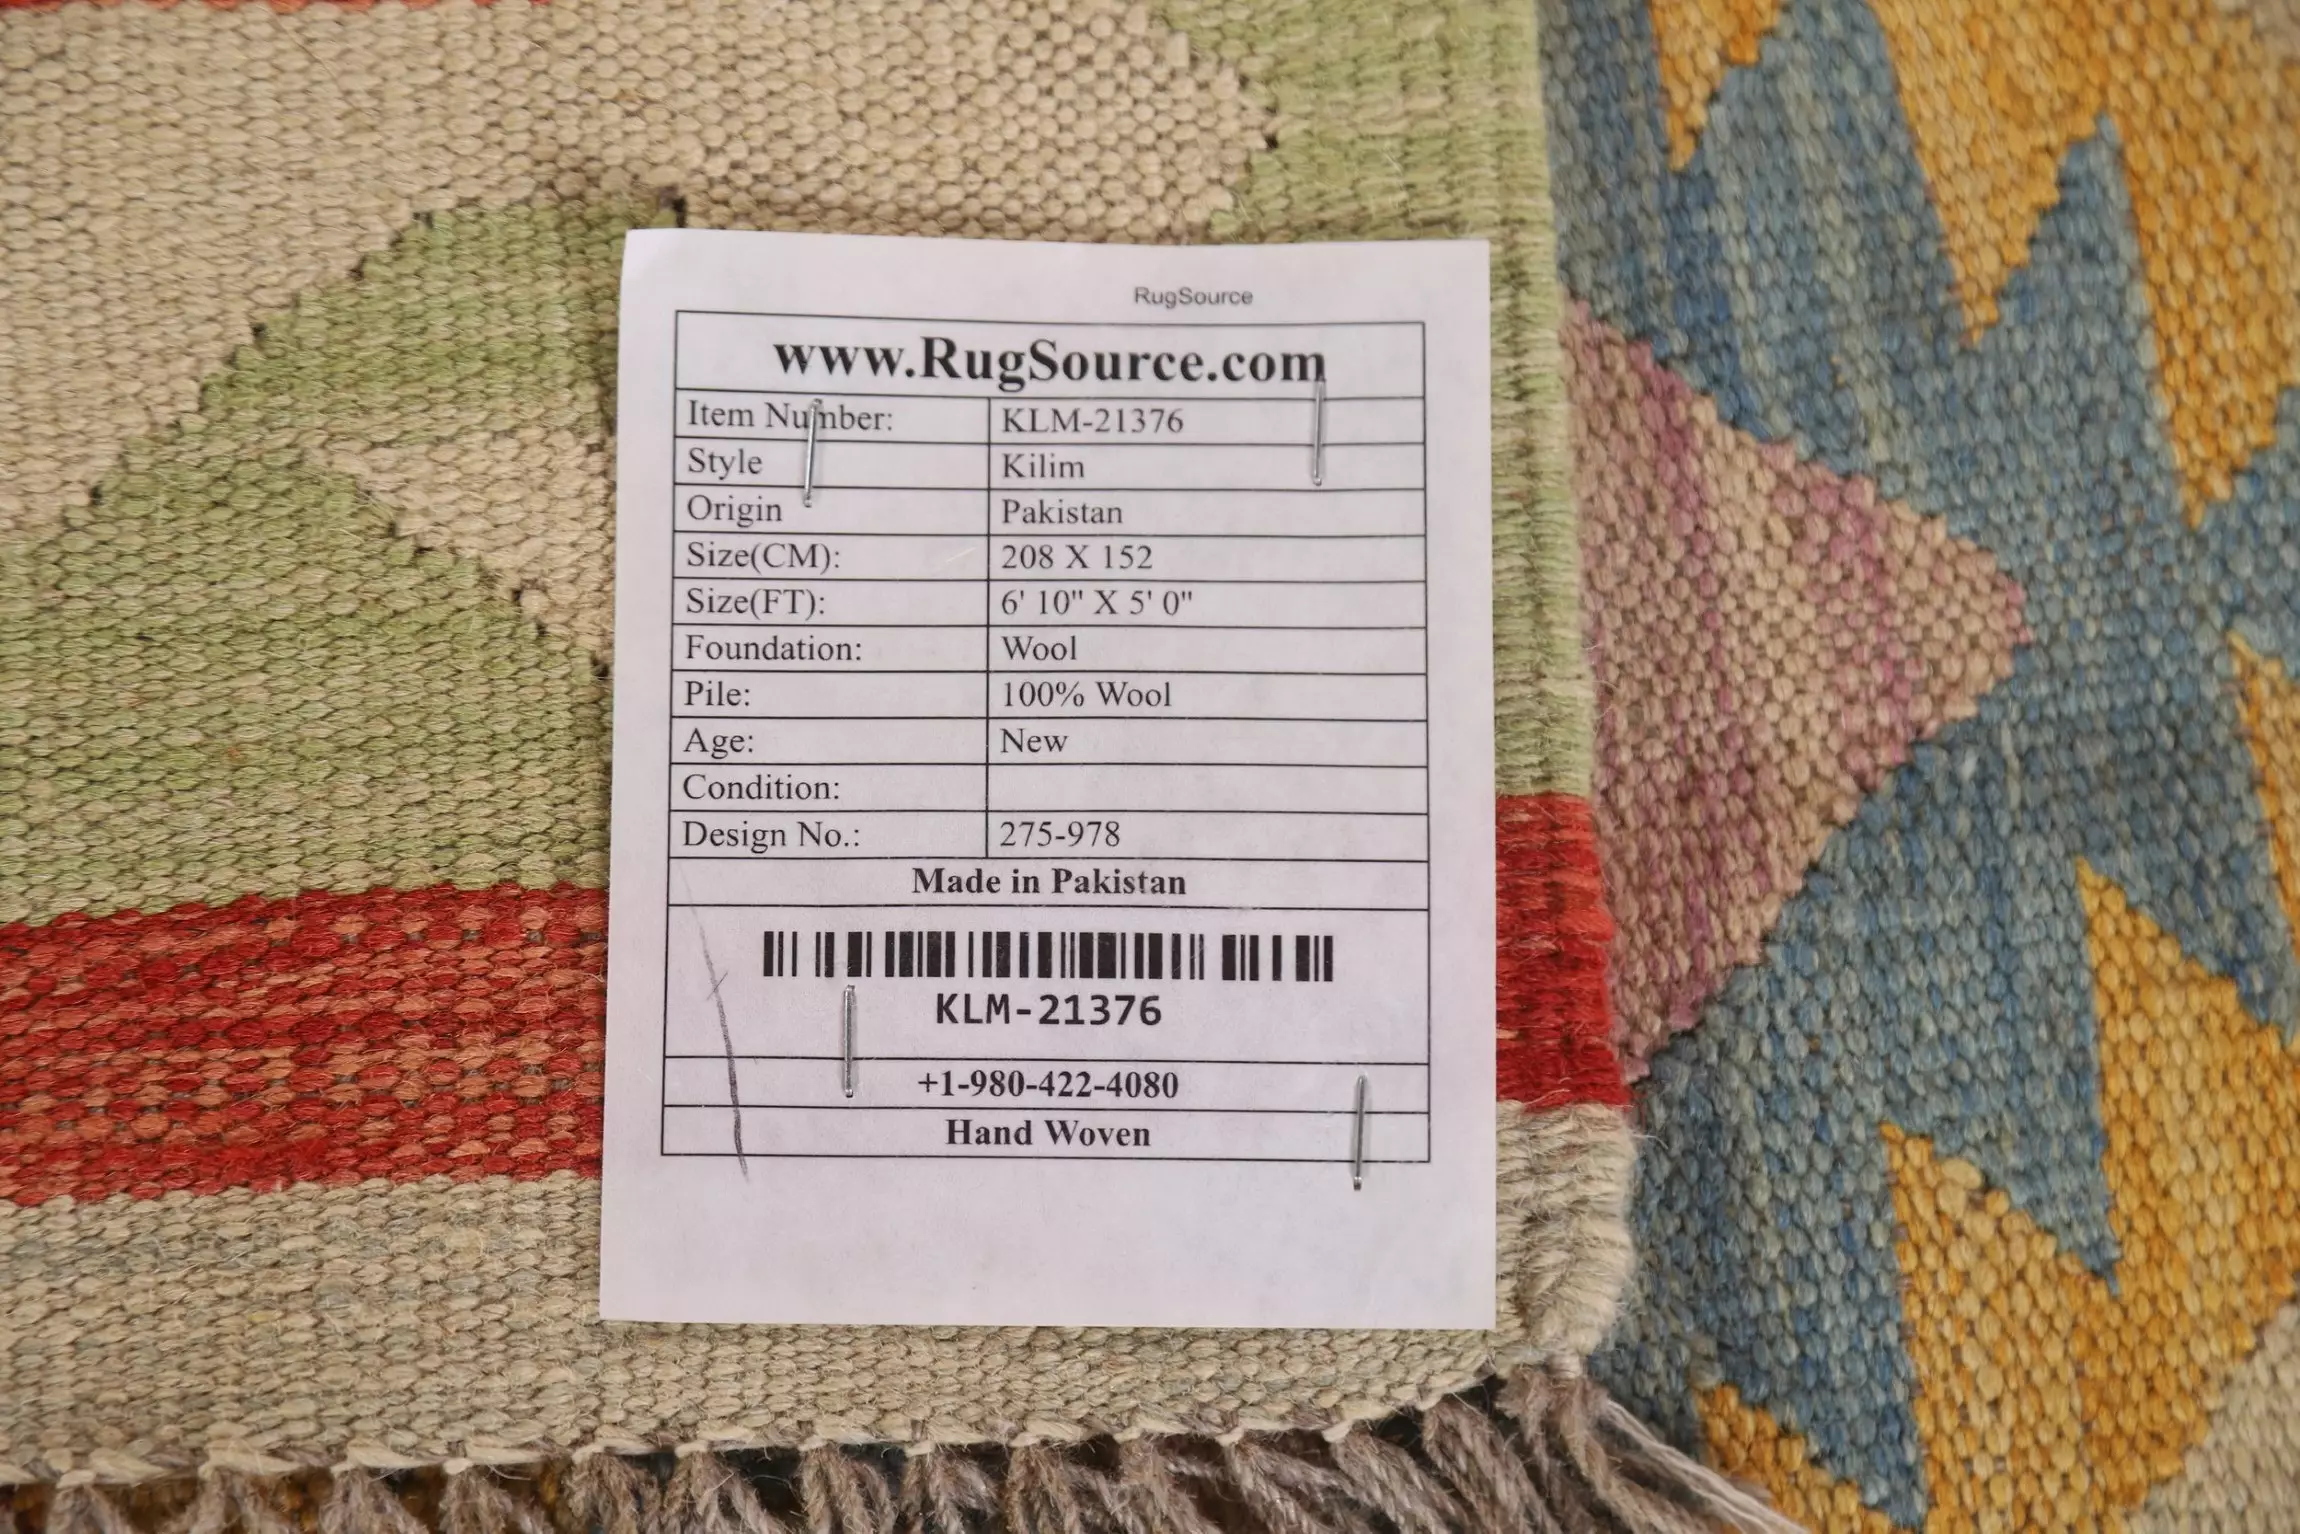 RugSource
www.RugSource.com
Item Number: KLM-21376
Style Kilim
Origin Pakistan
Size(CM): 208 X 152
Size(FT): 6' 10" X 5' 0"
Foundation: Wool
Pile: 100% Wool
Age: New
Condition:
Design No.: 275-978
Made in Pakistan
KLM-21376
+1-980-422-4080
Hand Woven